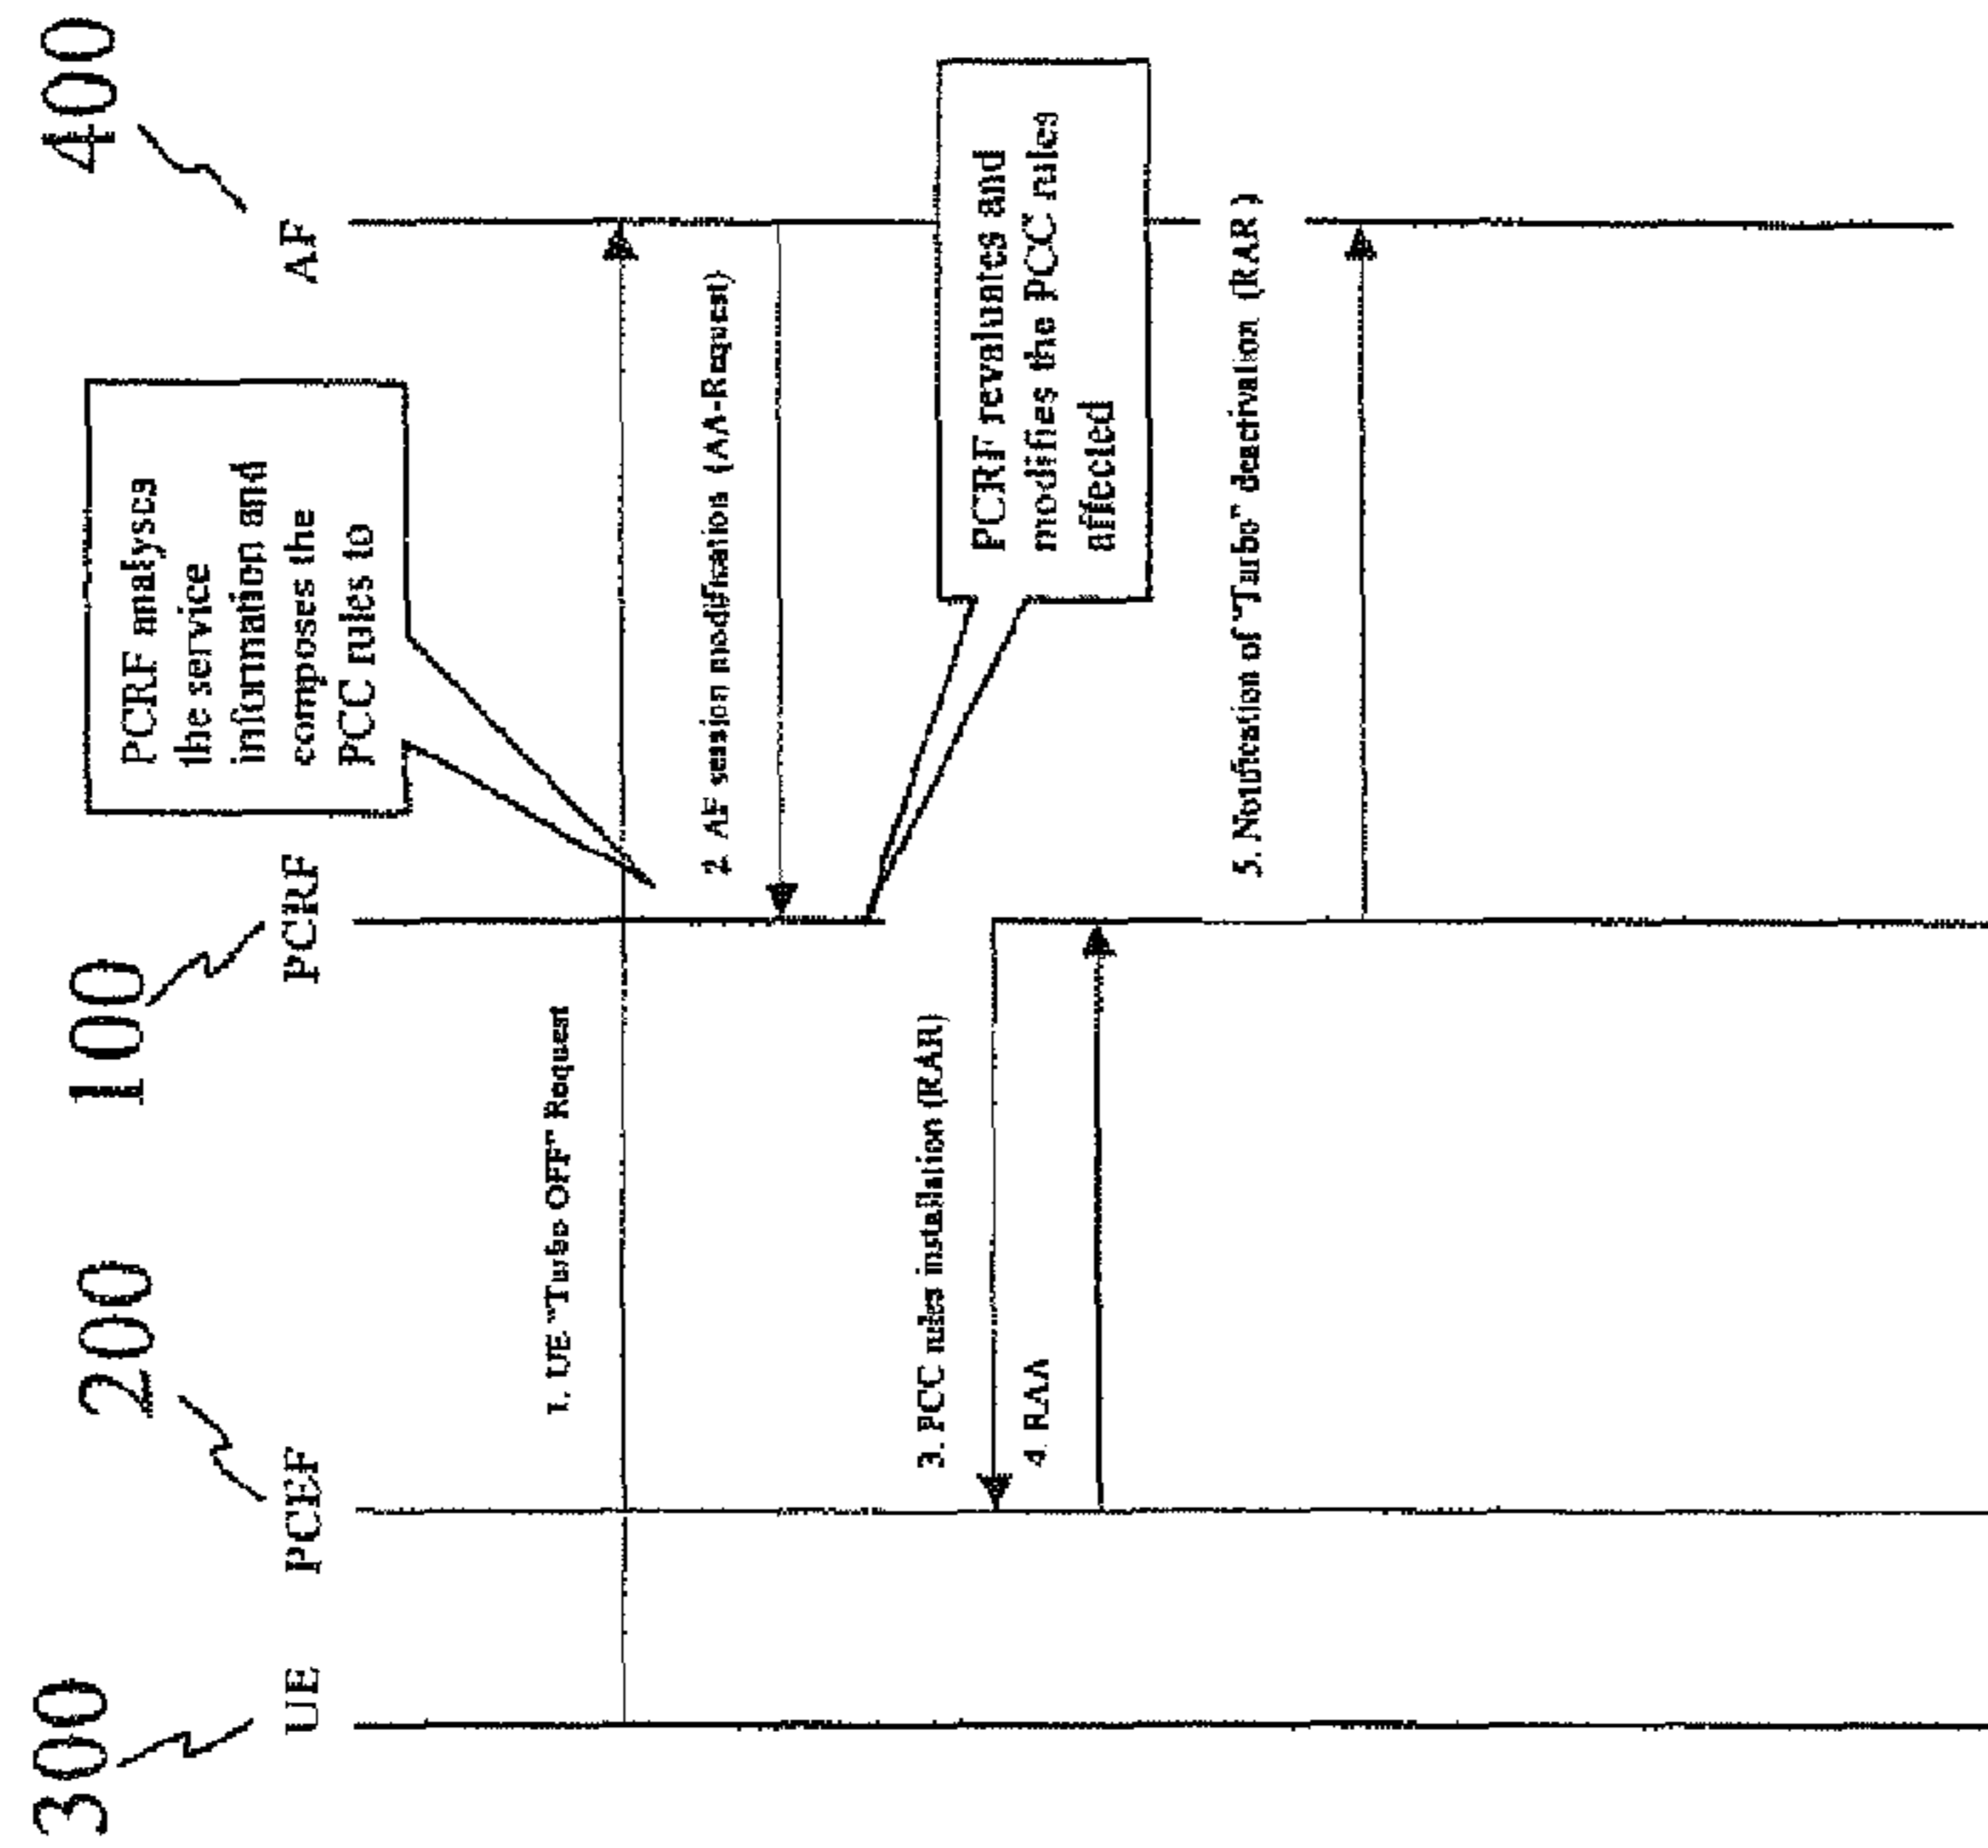 300
200
100
400
UE
PCEF
PCRF
AF
PCRF analyses
the service
information and
composes the
PCC rules to
1. UE "Turbo OFF" Request
2. AF session modification (AA-Request)
PCRF revaluates and
modifies the PCC rules
affected
3. PCC rules installation (RAR)
4. RAA
5. Notification of "Turbo" deactivation (RAR)